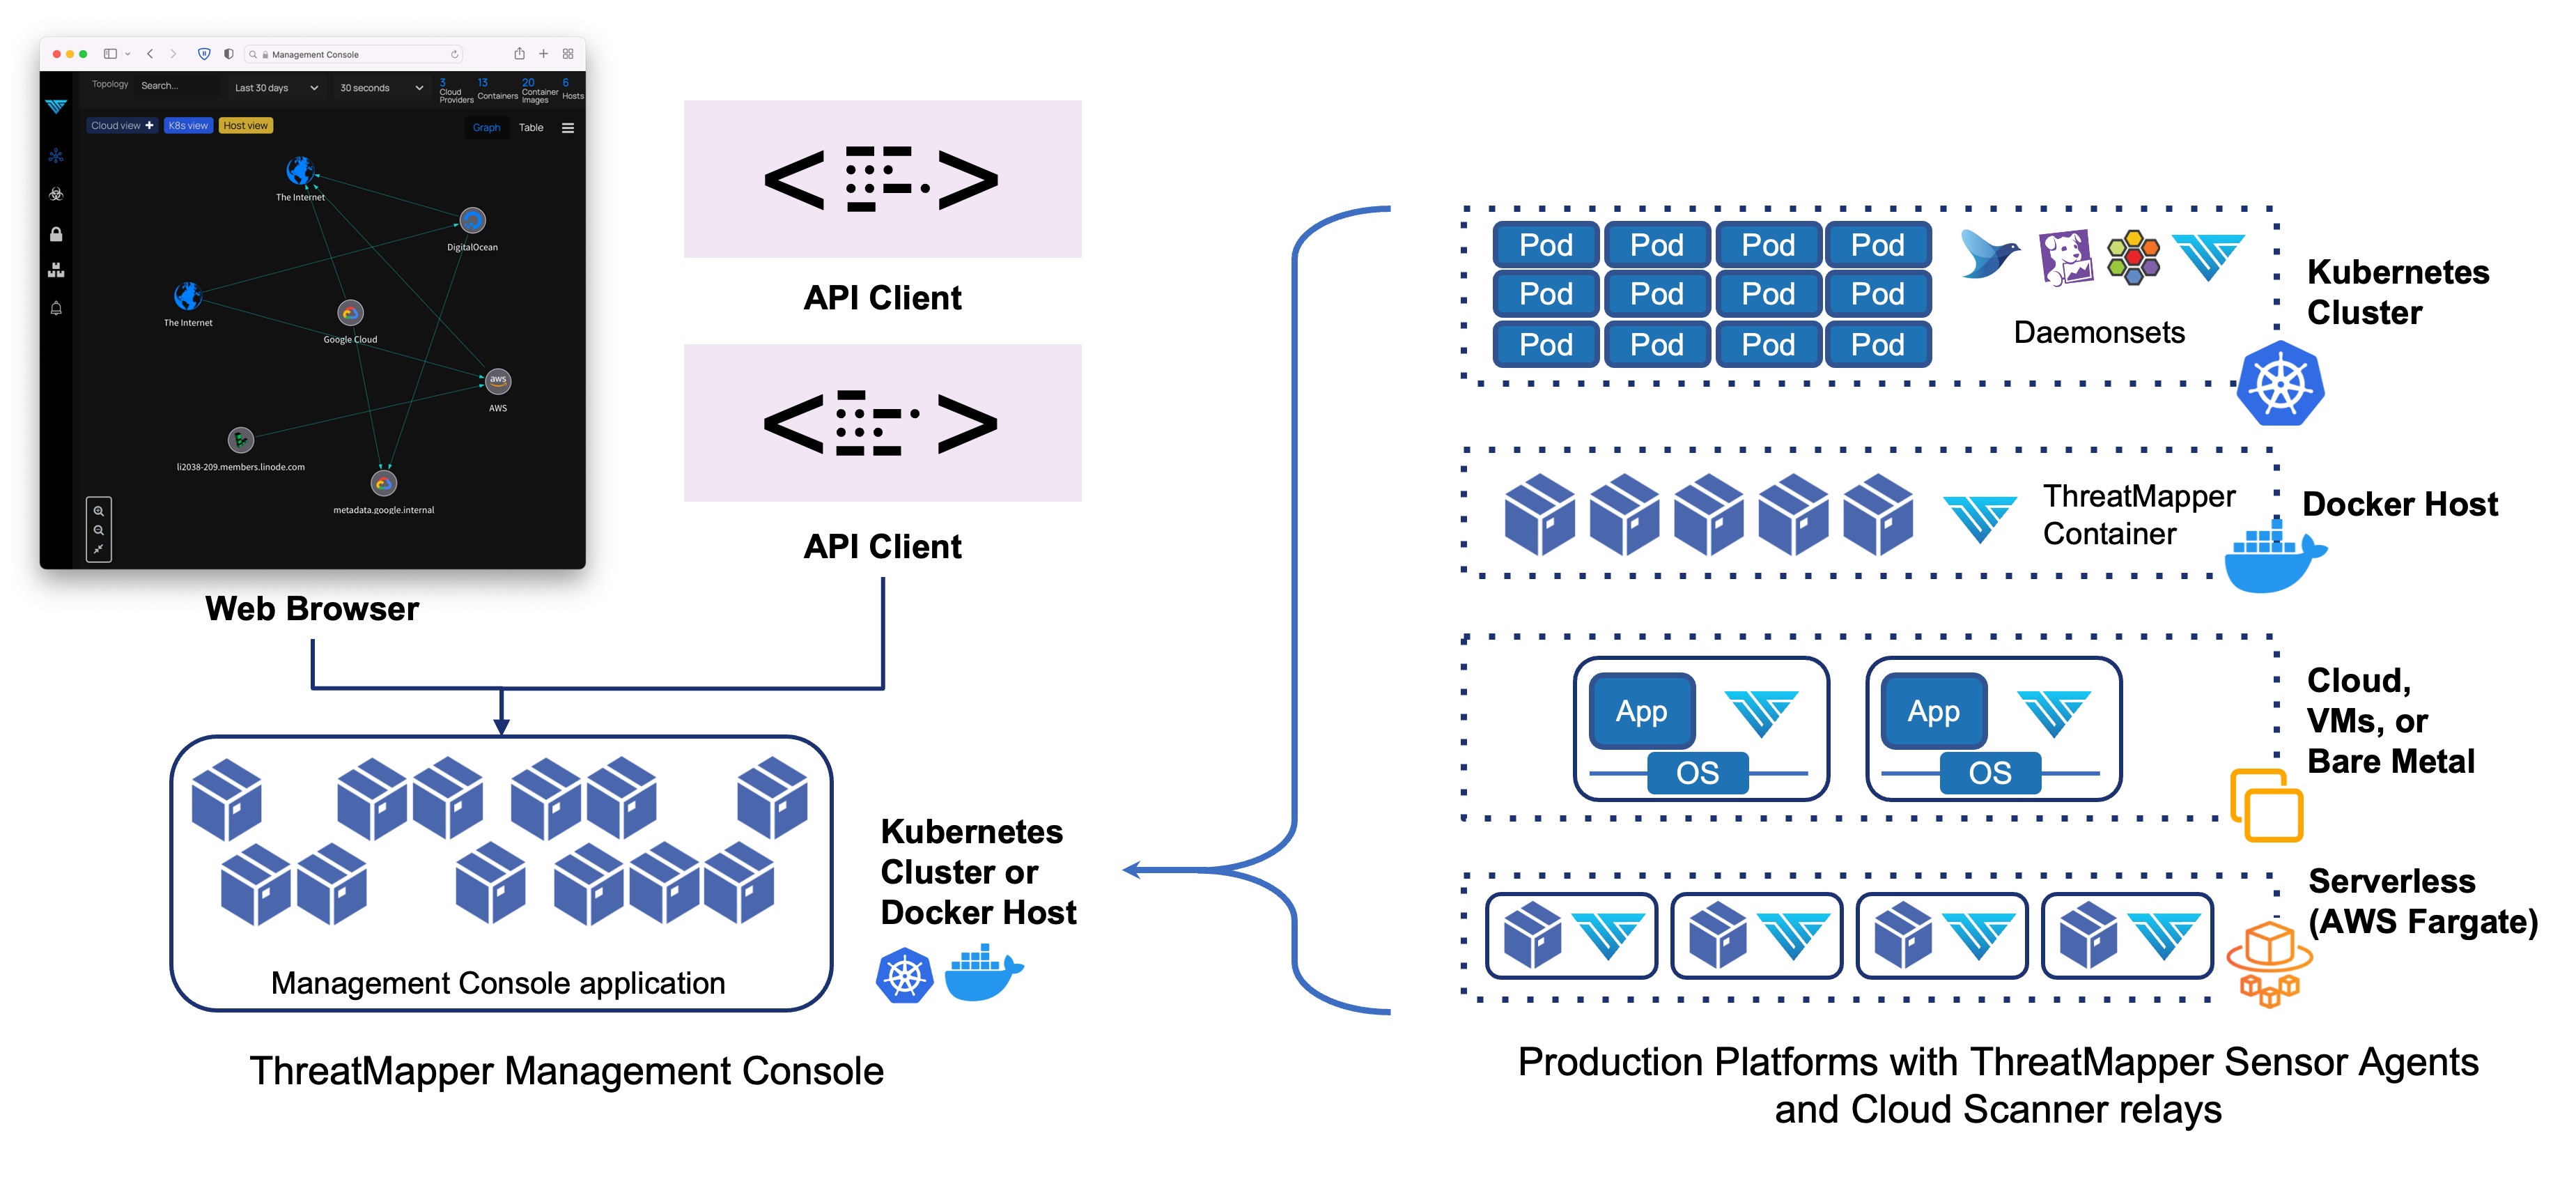 Management Console
Topology
Search...
Last 30 days
30 seconds
3
Cloud
Providers
13
Containers
20
Container
Images
6
Hosts
Cloud view
K8s view
Host view
Graph
Table
The Internet
DigitalOcean
The Internet
Google Cloud
aws
AWS
li2038-209.members.linode.com
metadata.google.internal
Web Browser
API Client
API Client
Management Console application
Kubernetes
Cluster or
Docker Host
ThreatMapper Management Console
Pod Pod Pod Pod
Pod Pod Pod Pod
Pod Pod Pod Pod
Daemonsets
Kubernetes
Cluster
ThreatMapper
Container
Docker Host
App
OS
App
OS
Cloud,
VMs, or
Bare Metal
Serverless
(AWS Fargate)
Production Platforms with ThreatMapper Sensor Agents
and Cloud Scanner relays